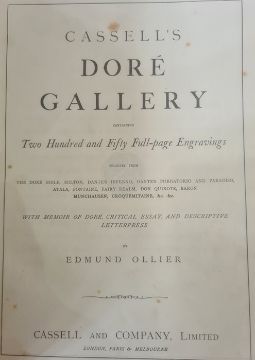 CASSELL'S
DORÉ
GALLERY
CONTAINING
Two Hundred and Fifty Full-page Engravings
SELECTED FROM
THE DORÉ BIBLE, MILTON, DANTE'S INFERNO, DANTE'S PURGATORIO AND PARADISO,
ATALA, FONTAINE, FAIRY REALM, DON QUIXOTE, BARON
MUNCHAUSEN, CROQUEMITAINE, &c. &c.
WITH MEMOIR OF DORÉ, CRITICAL ESSAY, AND DESCRIPTIVE
LETTERPRESS
BY
EDMUND OLLIER
CASSELL AND COMPANY, LIMITED
LONDON, PARIS & MELBOURNE